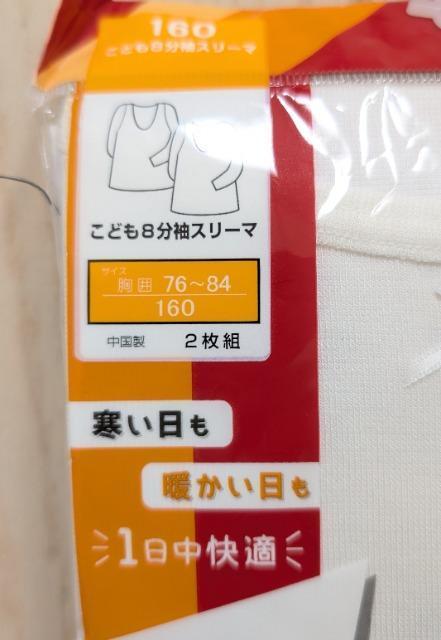 160
こども8分袖スリーマ
こども8分袖スリーマ
サイズ
胸囲 76～84
160
中国製 2枚組
寒い日も
暖かい日も
1日中快適